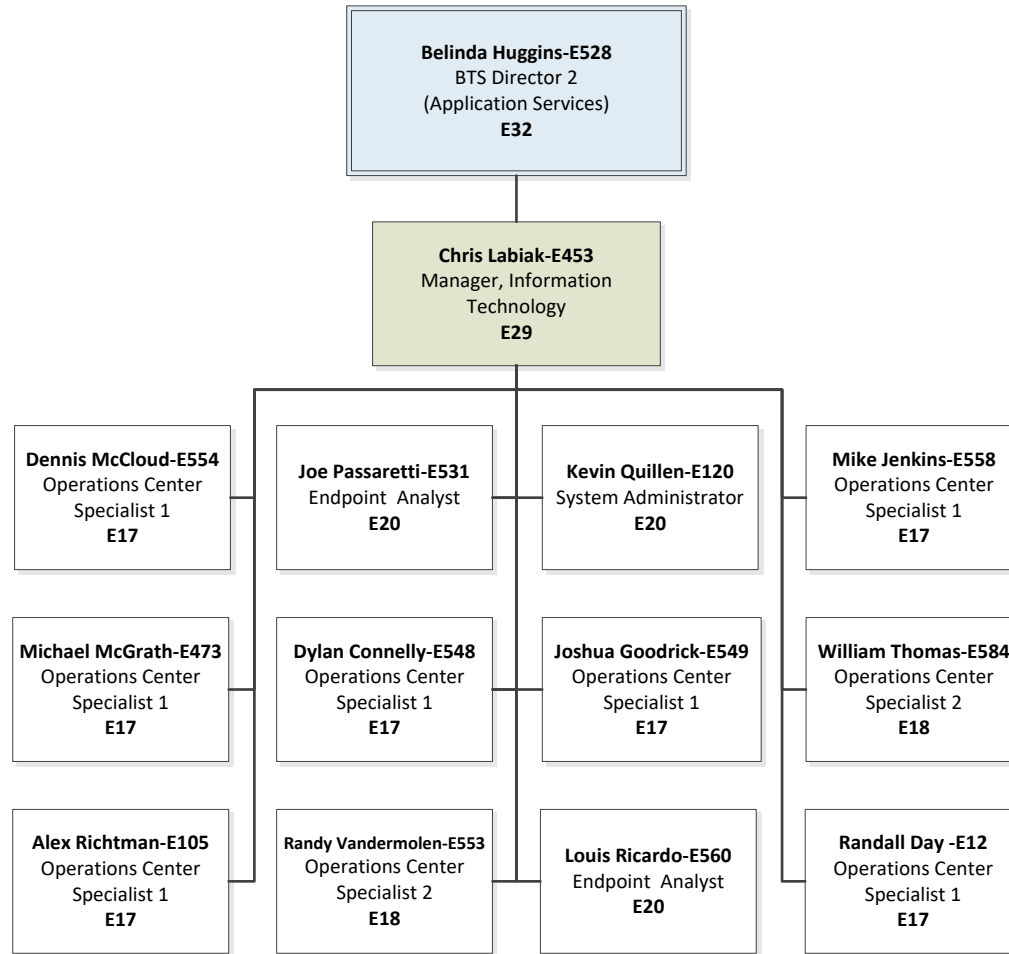 Belinda Huggins-E528
BTS Director 2
(Application Services)
E32
Chris Labiak-E453
Manager, Information
Technology
E29
Dennis McCloud-E554
Operations Center
Specialist 1
E17
Joe Passaretti-E531
Endpoint Analyst
E20
Kevin Quillen-E120
System Administrator
E20
Mike Jenkins-E558
Operations Center
Specialist 1
E17
Michael McGrath-E473
Operations Center
Specialist 1
E17
Dylan Connelly-E548
Operations Center
Specialist 1
E17
Joshua Goodrick-E549
Operations Center
Specialist 1
E17
William Thomas-E584
Operations Center
Specialist 2
E18
Alex Richtman-E105
Operations Center
Specialist 1
E17
Randy Vandermolen-E553
Operations Center
Specialist 2
E18
Louis Ricardo-E560
Endpoint Analyst
E20
Randall Day -E12
Operations Center
Specialist 1
E17